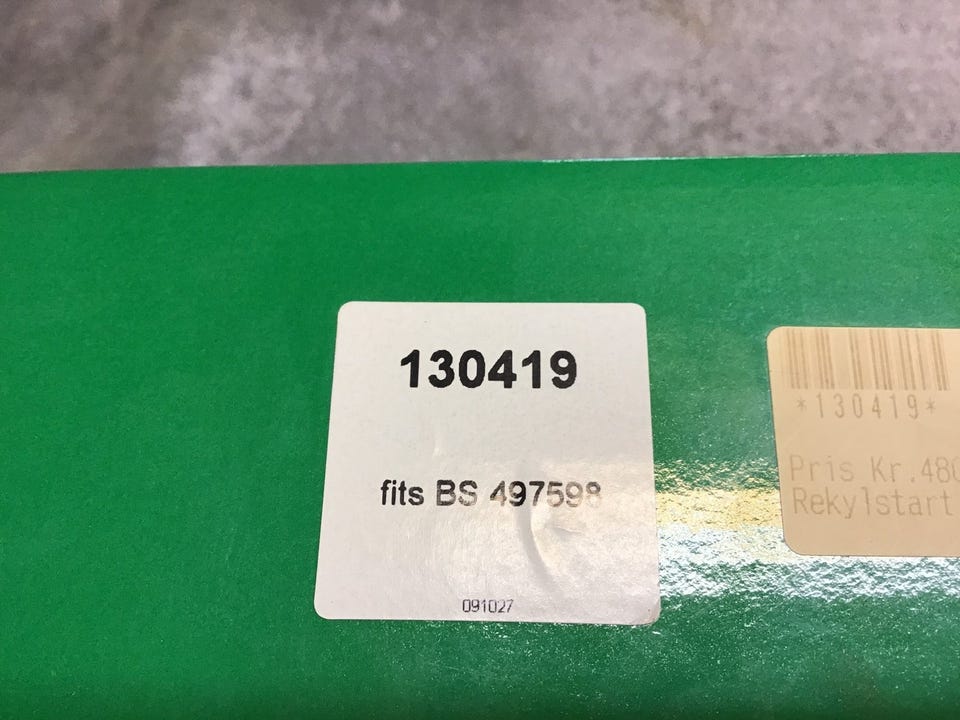 130419
fits BS 497598
091027
*130419*
Pris Kr.480
Rekylstart